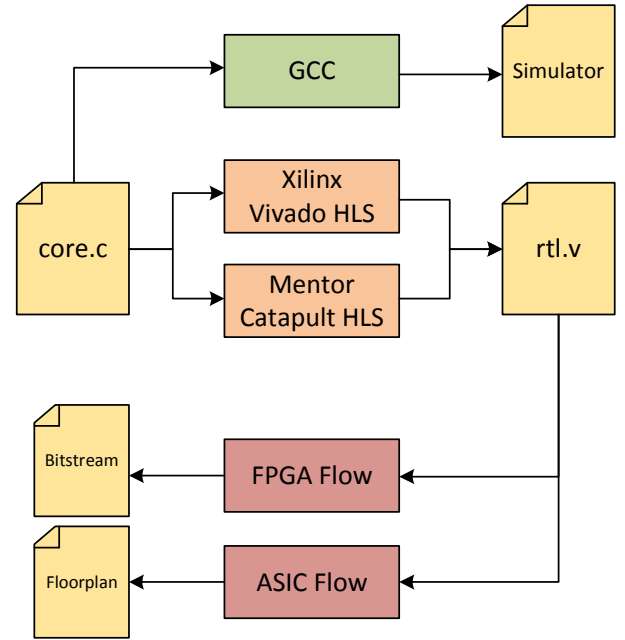 GCC
Simulator
Xilinx
Vivado HLS
core.c
rtl.v
Mentor
Catapult HLS
Bitstream
FPGA Flow
Floorplan
ASIC Flow